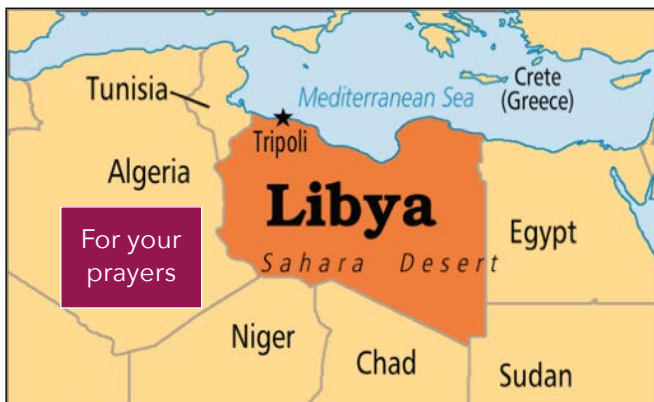 Tunisia
Mediterranean Sea
Crete
(Greece)
Tripoli
Algeria
Libya
For your
prayers
Egypt
Sahara Desert
Niger
Chad
Sudan